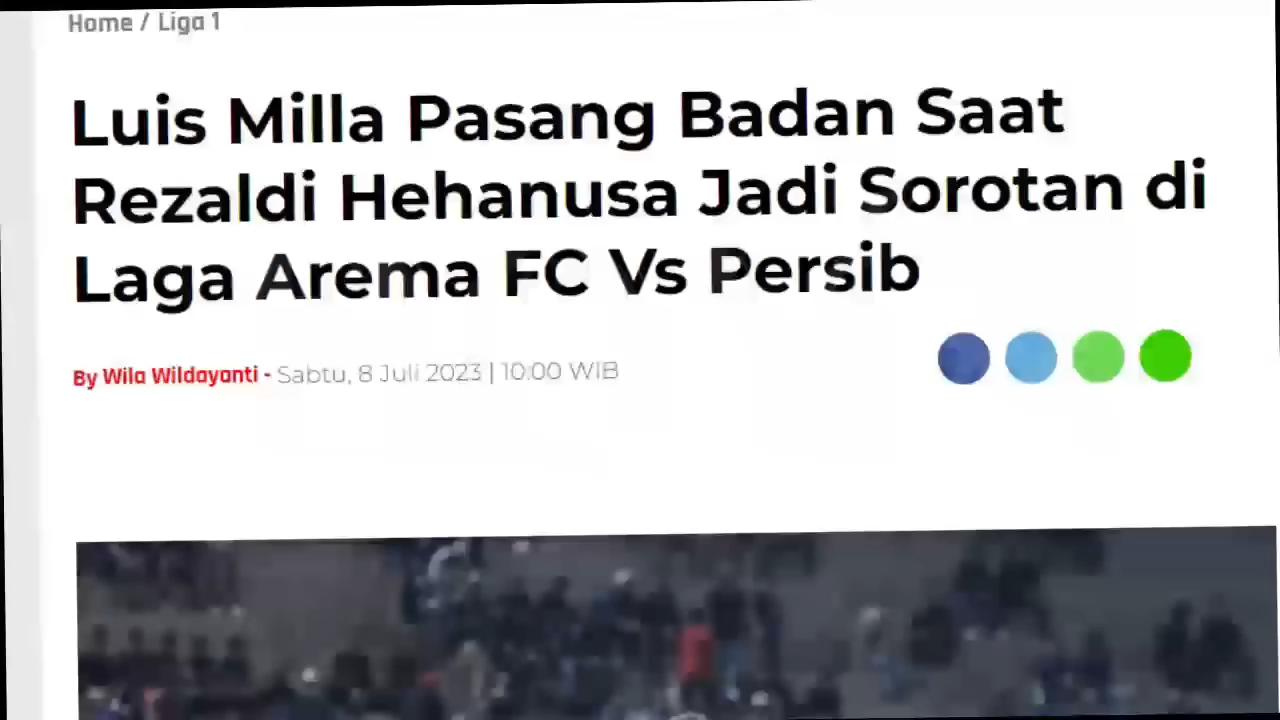 Home / Liga 1
Luis Milla Pasang Badan Saat
Rezaldi Hehanusa Jadi Sorotan di
Laga Arema FC Vs Persib
By Wila Wildayanti - Sabtu, 8 Juli 2023 | 10:00 WIB